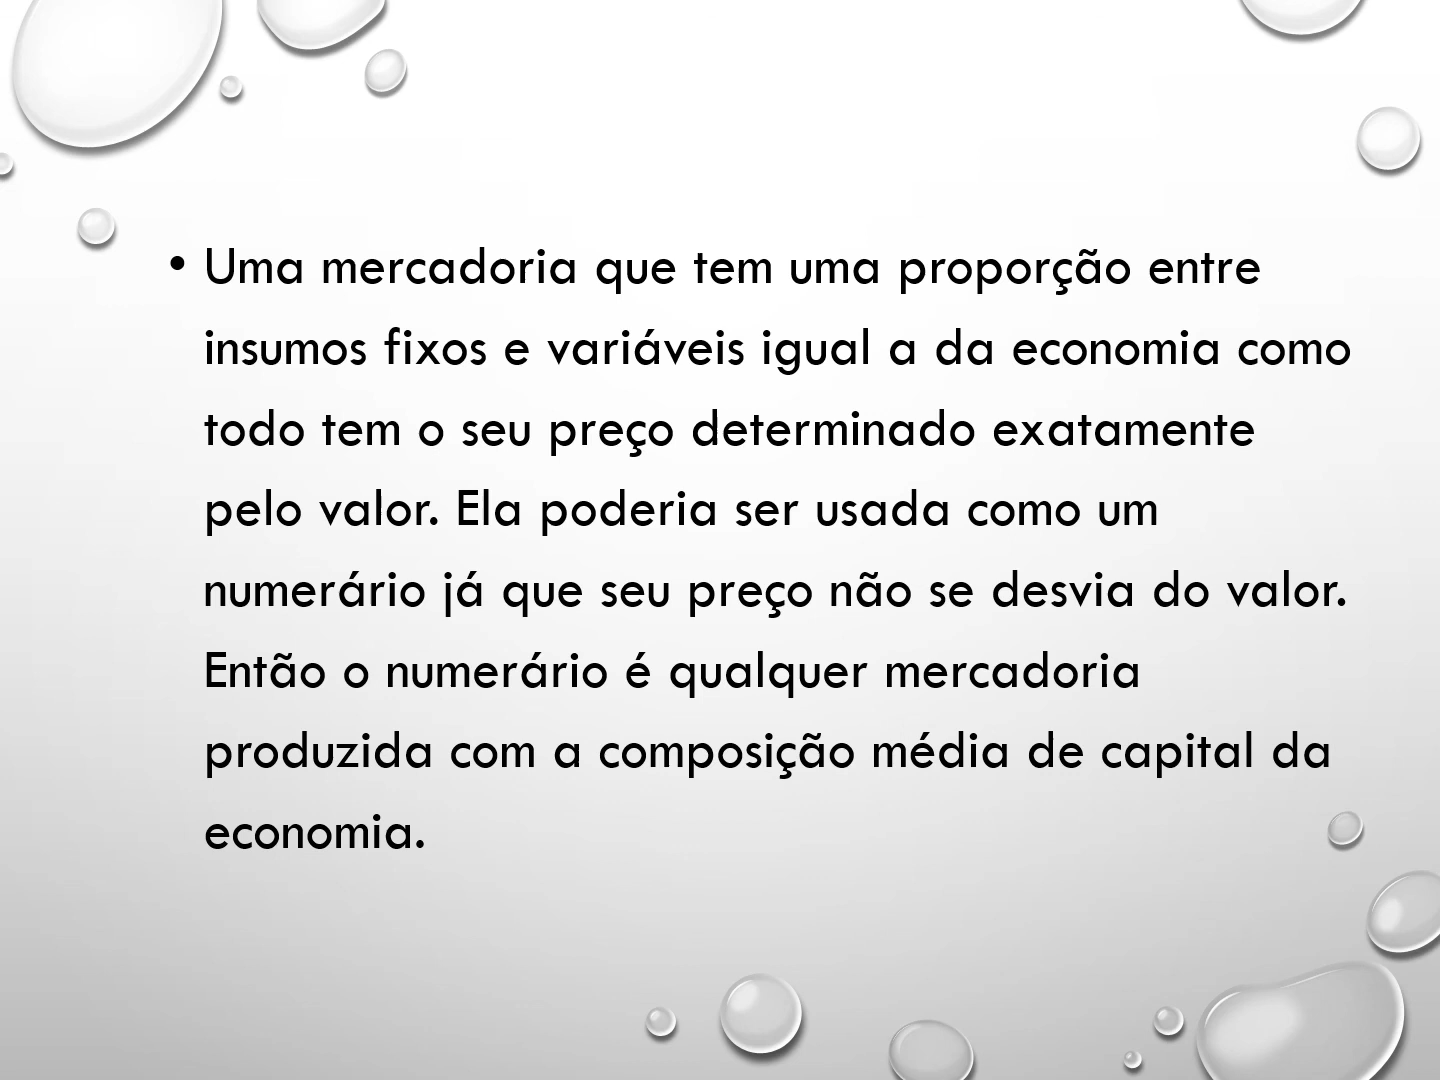 • Uma mercadoria que tem uma proporção entre
insumos fixos e variáveis igual a da economia como
todo tem o seu preço determinado exatamente
pelo valor. Ela poderia ser usada como um
numerário já que seu preço não se desvia do valor.
Então o numerário é qualquer mercadoria
produzida com a composição média de capital da
economia.